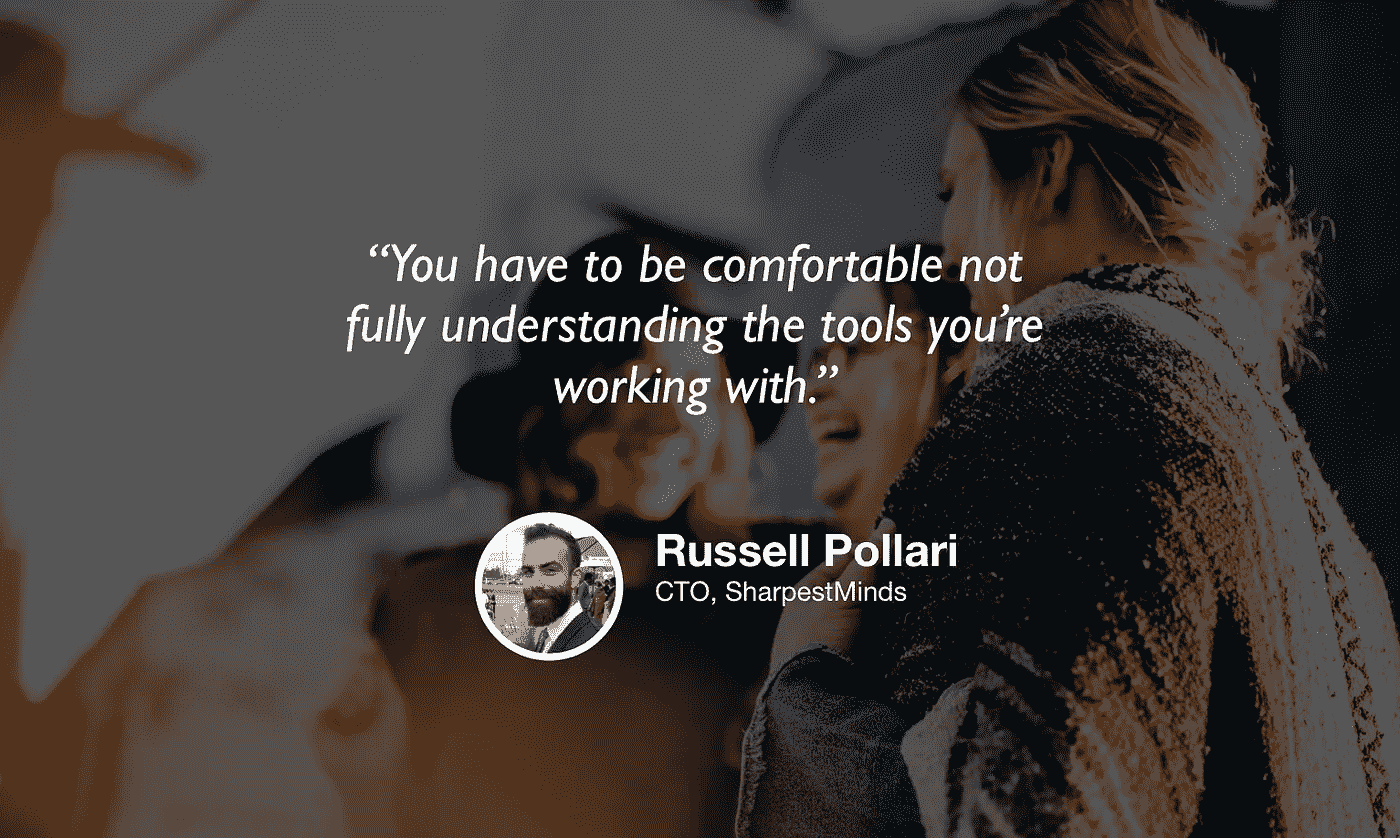 “You have to be comfortable not
fully understanding the tools you’re
working with.”
Russell Pollari
CTO, SharpestMinds